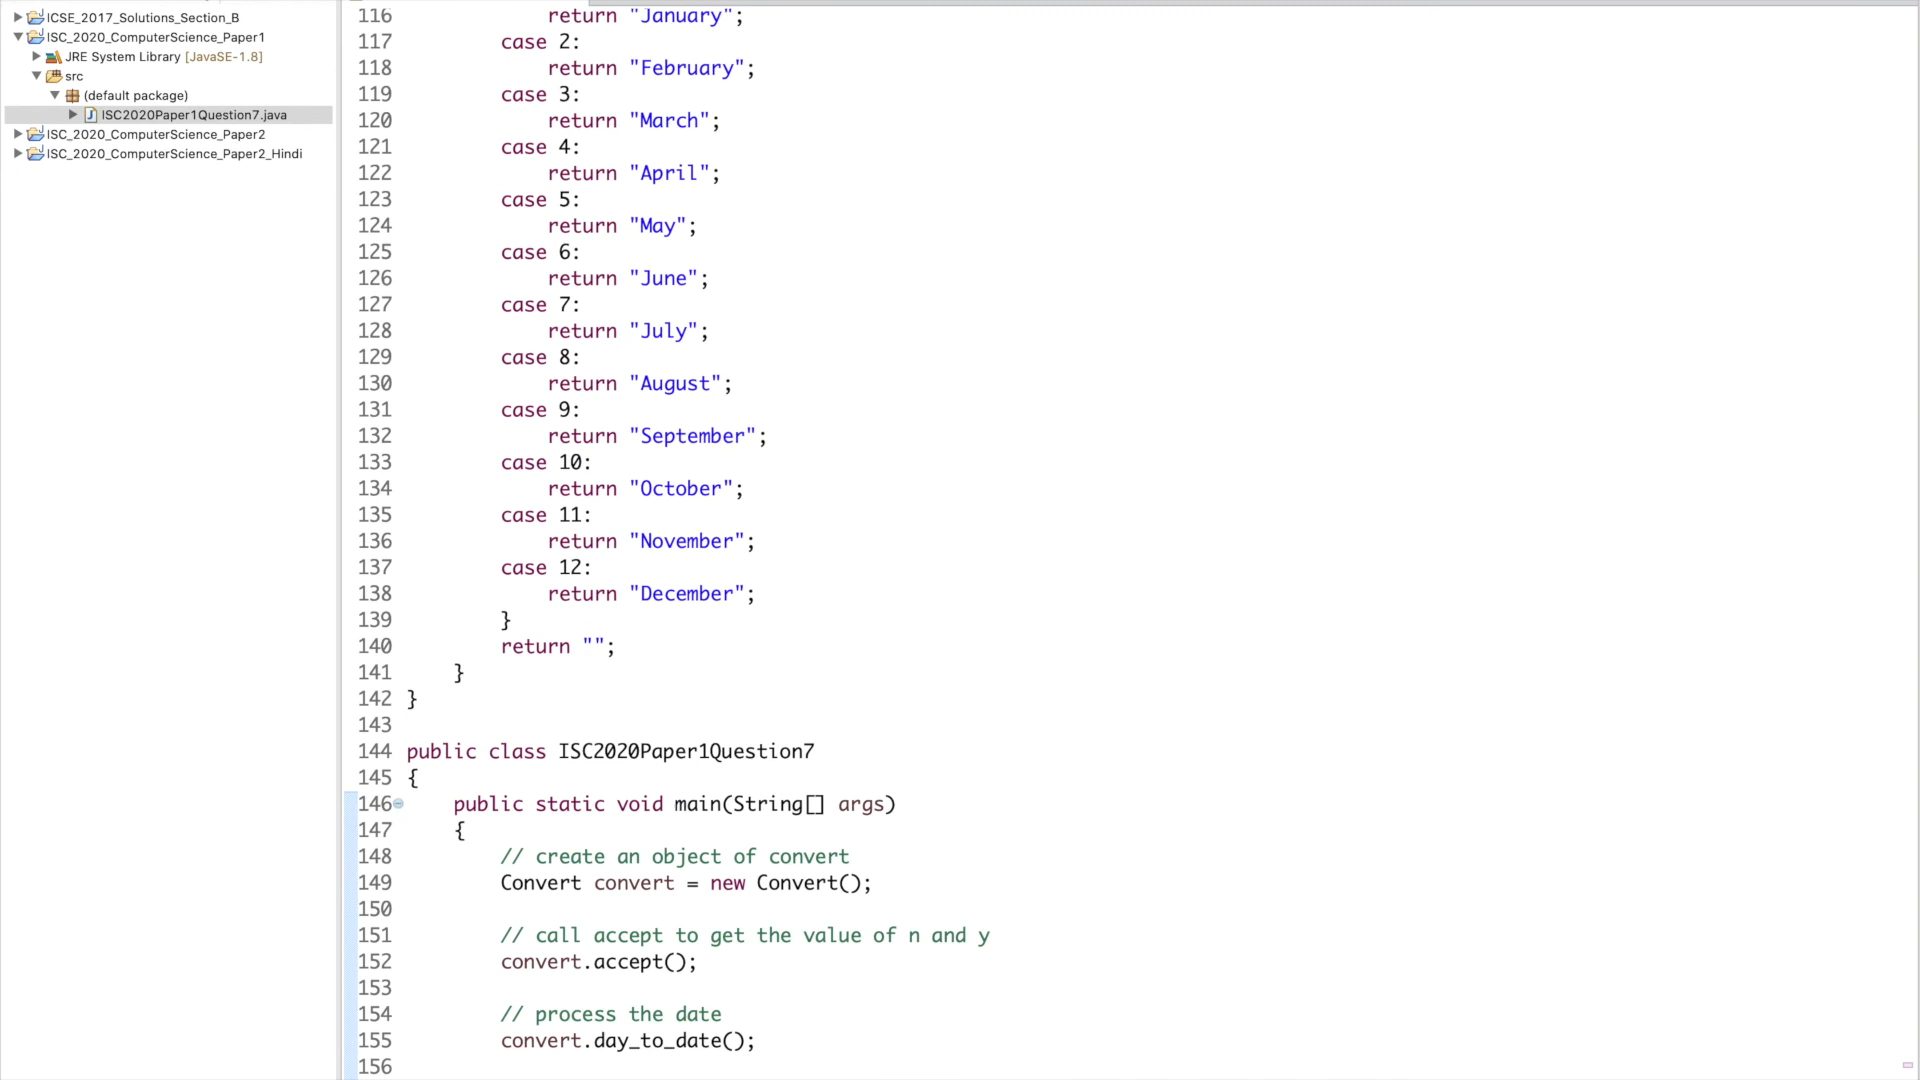 ICSE_2017_Solutions_Section_B
ISC_2020_ComputerScience_Paper1
JRE System Library [JavaSE-1.8]
src
(default package)
ISC2020Paper1Question7.java
ISC_2020_ComputerScience_Paper2
ISC_2020_ComputerScience_Paper2_Hindi
116 return "January";
117 case 2:
118 return "February";
119 case 3:
120 return "March";
121 case 4:
122 return "April";
123 case 5:
124 return "May";
125 case 6:
126 return "June";
127 case 7:
128 return "July";
129 case 8:
130 return "August";
131 case 9:
132 return "September";
133 case 10:
134 return "October";
135 case 11:
136 return "November";
137 case 12:
138 return "December";
139 }
140 return "";
141 }
142 }
143
144 public class ISC2020Paper1Question7
145 {
146 public static void main(String[] args)
147 {
148 // create an object of convert
149 Convert convert = new Convert();
150
151 // call accept to get the value of n and y
152 convert.accept();
153
154 // process the date
155 convert.day_to_date();
156